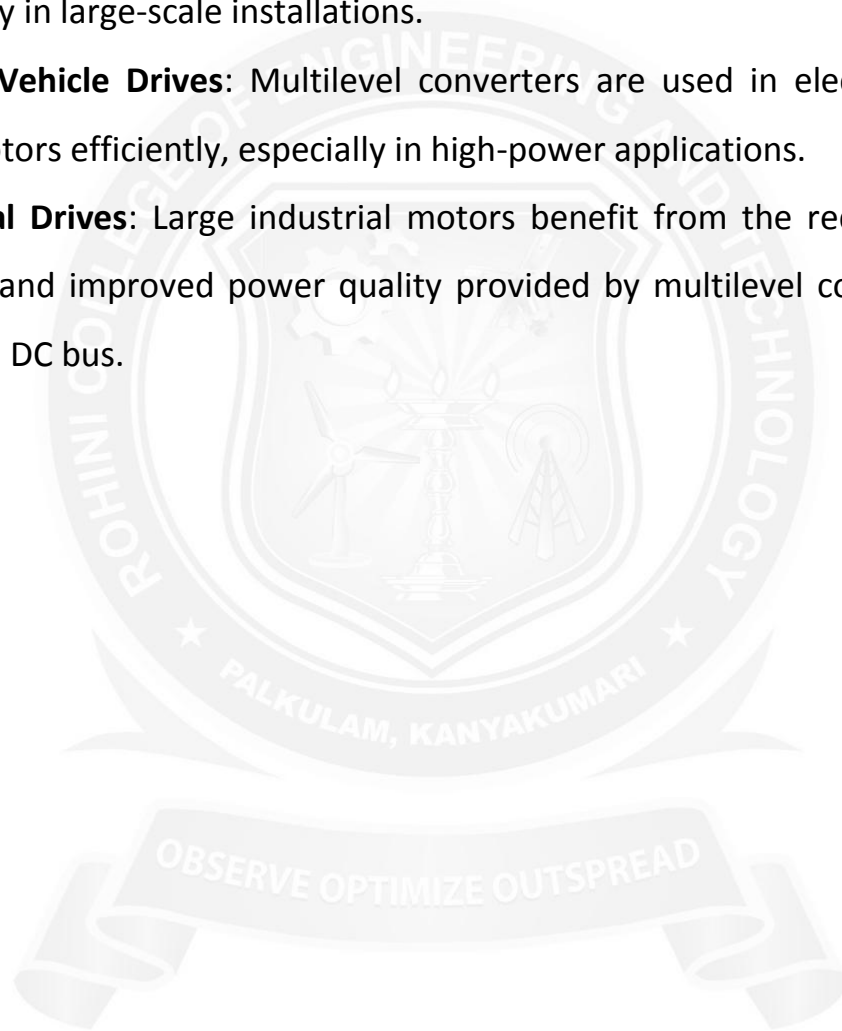 y in large-scale installations.
Vehicle Drives: Multilevel converters are used in elec
tors efficiently, especially in high-power applications.
al Drives: Large industrial motors benefit from the re
and improved power quality provided by multilevel co
DC bus.
ROHINI COLLEGE OF ENGINEERING AND TECHNOLOGY
PALKULAM, KANYAKUMARI
OBSERVE OPTIMIZE OUTSPREAD